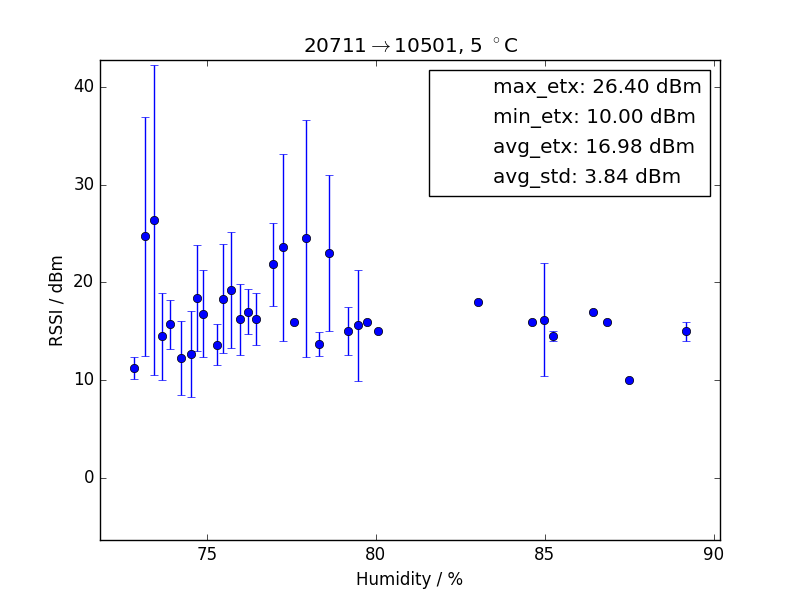 20711→10501, 5 °C
max_etx: 26.40 dBm
min_etx: 10.00 dBm
avg_etx: 16.98 dBm
avg_std: 3.84 dBm
RSSI / dBm
40
30
20
10
0
75 80 85 90
Humidity / %